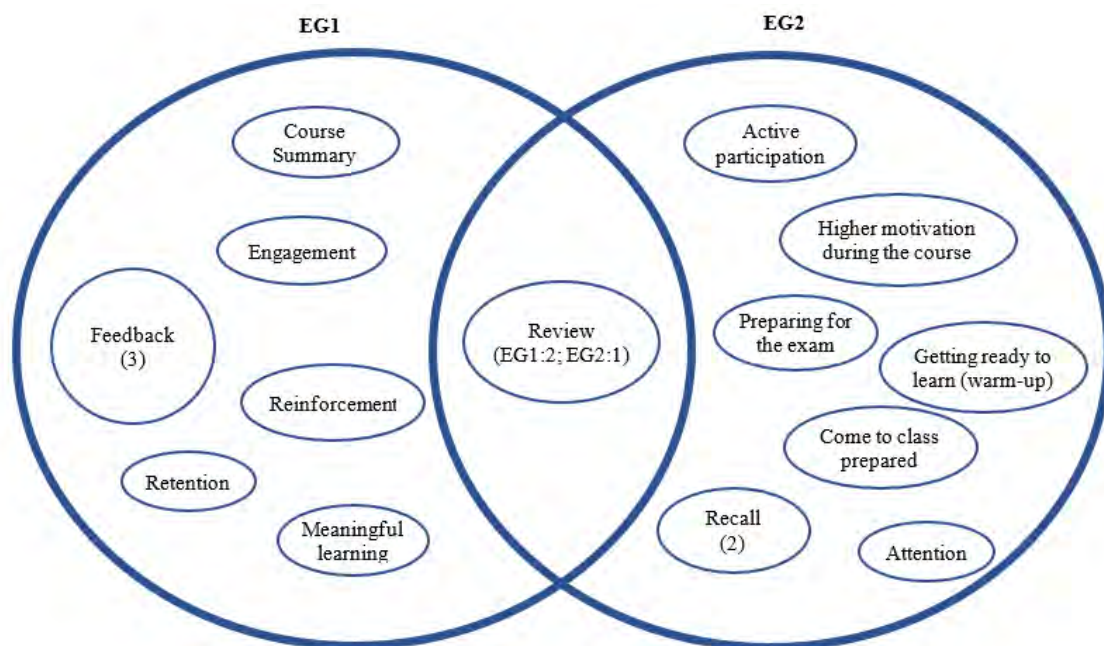 EG1
EG2
Course
Summary
Engagement
Feedback
(3)
Reinforcement
Retention
Meaningful
learning
Review
(EG1:2; EG2:1)
Active
participation
Higher motivation
during the course
Preparing for
the exam
Getting ready to
learn (warm-up)
Come to class
prepared
Recall
(2)
Attention